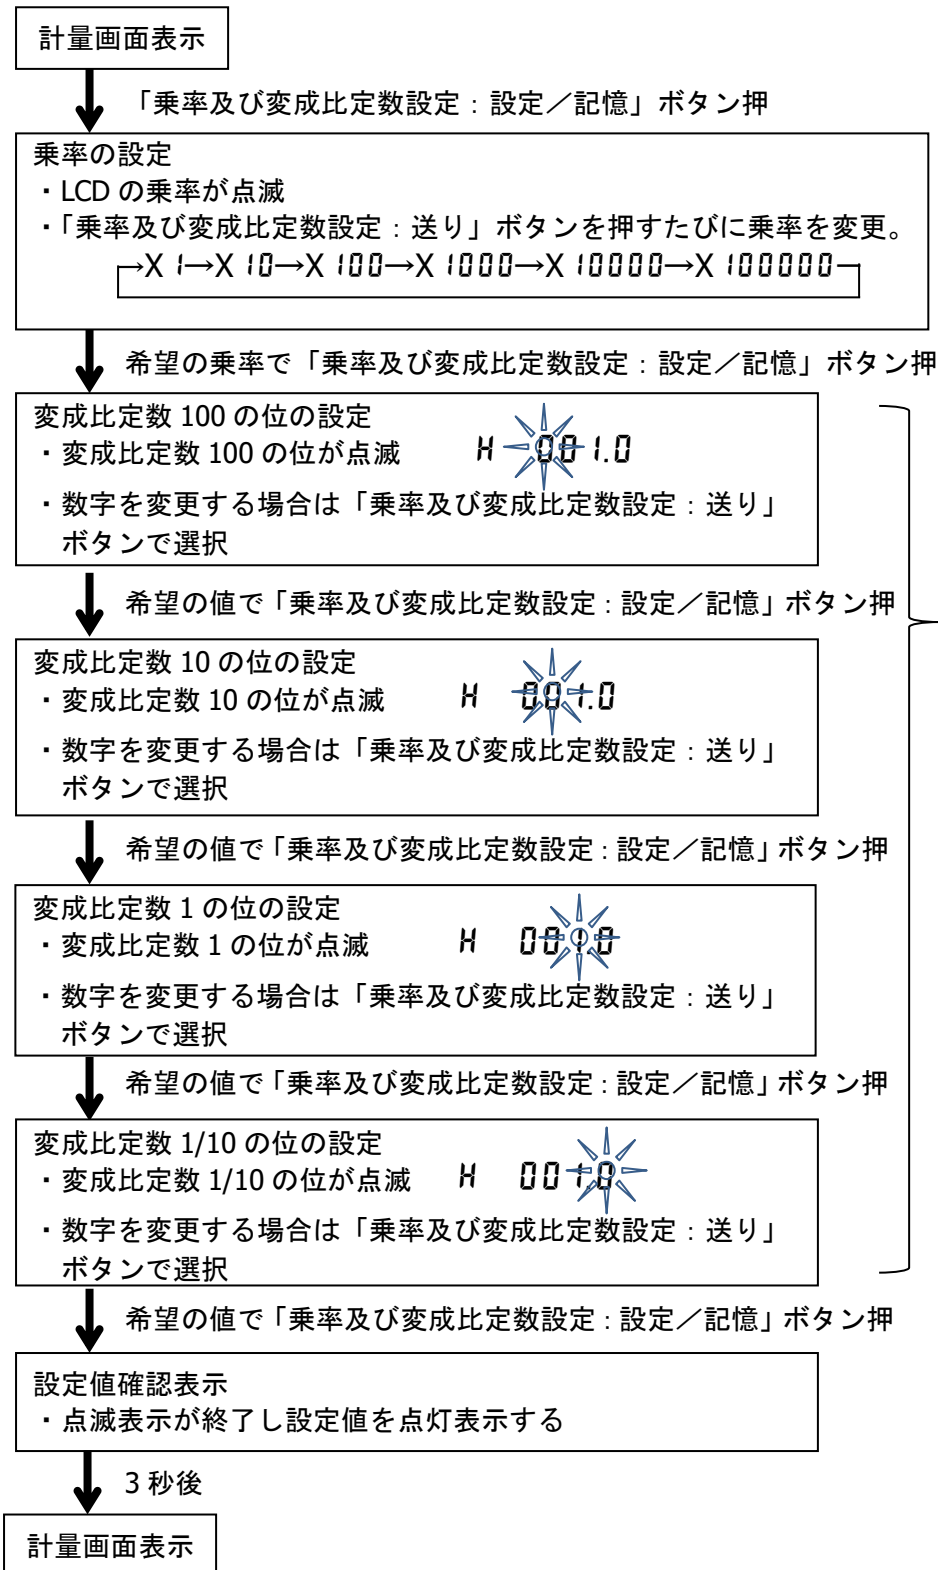 計量画面表示
「乗率及び変成比定数設定：設定／記憶」ボタン押
乗率の設定
・LCD の乗率が点滅
・「乗率及び変成比定数設定：送り」ボタンを押すたびに乗率を変更。
→X 1→X 10→X 100→X 1000→X 10000→X 100000
希望の乗率で「乗率及び変成比定数設定：設定／記憶」ボタン押
変成比定数 100 の位の設定
・変成比定数 100 の位が点滅 H 001.0
・数字を変更する場合は「乗率及び変成比定数設定：送り」
ボタンで選択
希望の値で「乗率及び変成比定数設定：設定／記憶」ボタン押
変成比定数 10 の位の設定
・変成比定数 10 の位が点滅 H 001.0
・数字を変更する場合は「乗率及び変成比定数設定：送り」
ボタンで選択
希望の値で「乗率及び変成比定数設定：設定／記憶」ボタン押
変成比定数 1 の位の設定
・変成比定数 1 の位が点滅 H 001.0
・数字を変更する場合は「乗率及び変成比定数設定：送り」
ボタンで選択
希望の値で「乗率及び変成比定数設定：設定／記憶」ボタン押
変成比定数 1/10 の位の設定
・変成比定数 1/10 の位が点滅 H 001.0
・数字を変更する場合は「乗率及び変成比定数設定：送り」
ボタンで選択
希望の値で「乗率及び変成比定数設定：設定／記憶」ボタン押
設定値確認表示
・点滅表示が終了し設定値を点灯表示する
3 秒後
計量画面表示